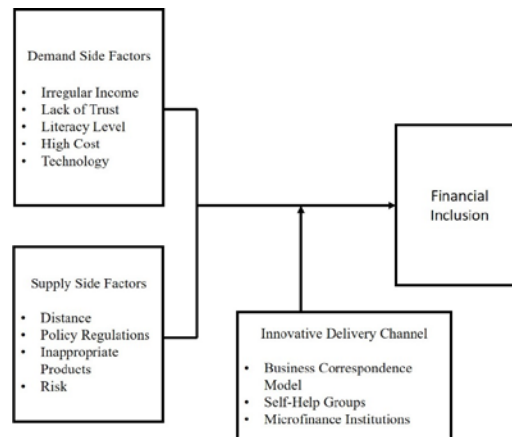 Demand Side Factors
• Irregular Income
• Lack of Trust
• Literacy Level
• High Cost
• Technology
Financial
Inclusion
Supply Side Factors
• Distance
• Policy Regulations
• Inappropriate
Products
• Risk
Innovative Delivery Channel
• Business Correspondence
Model
• Self-Help Groups
• Microfinance Institutions